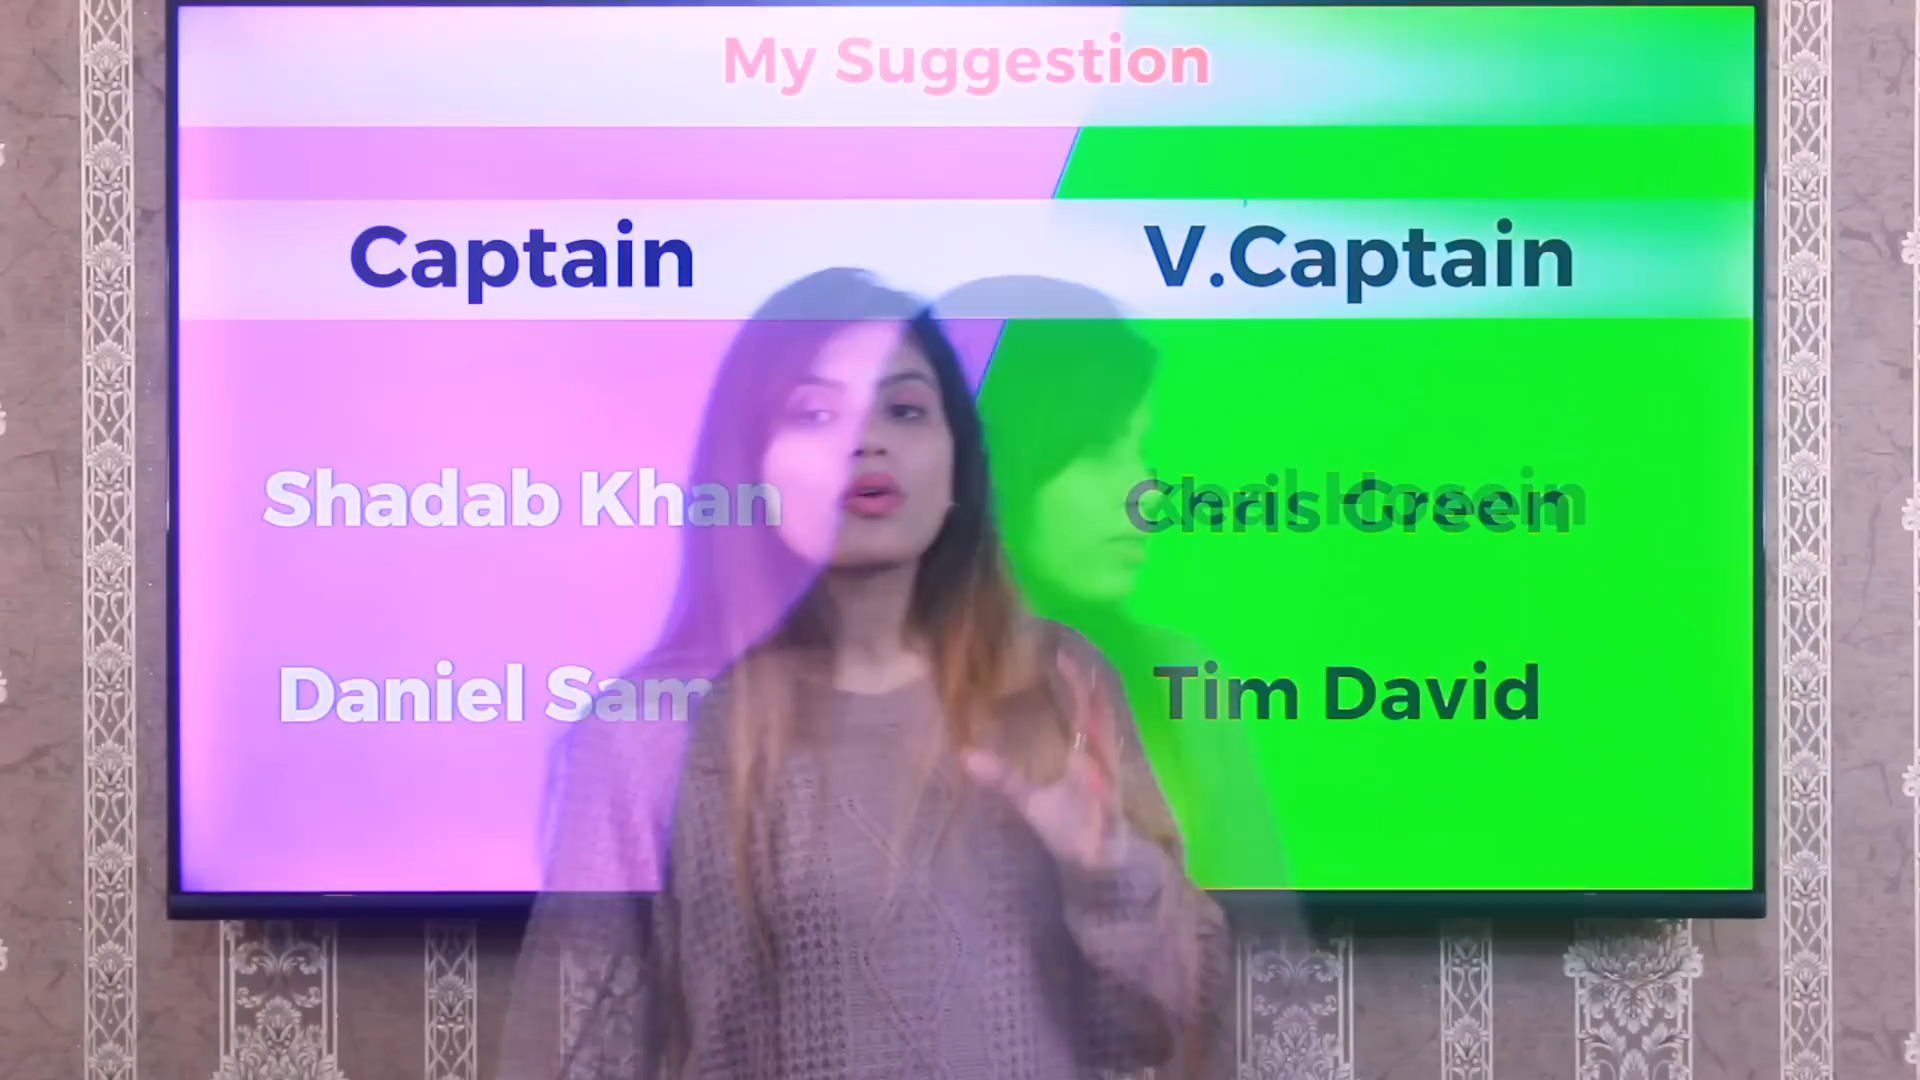 My Suggestion
Captain
V.Captain
Shadab Khan
Chris Green
Daniel Sam
Tim David